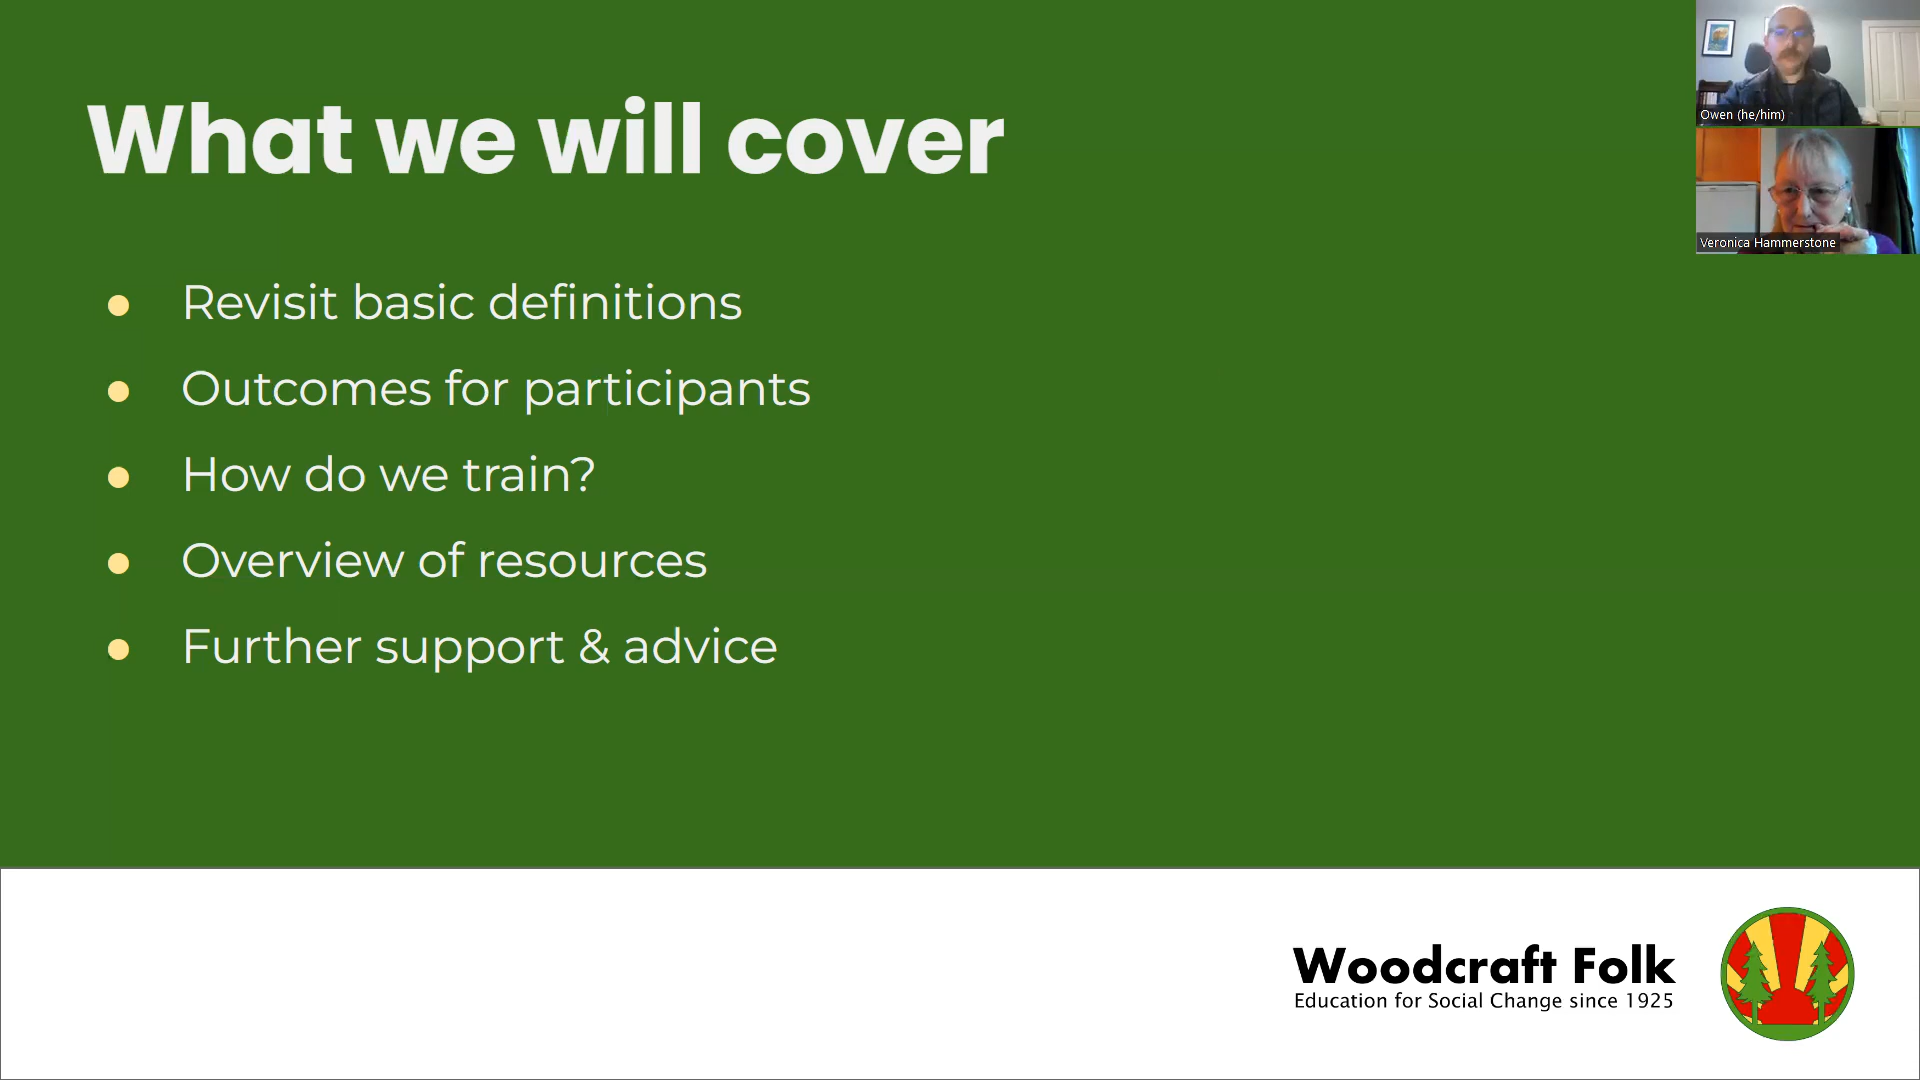 What we will cover
Revisit basic definitions
Outcomes for participants
How do we train?
Overview of resources
Further support & advice
Owen (he/him)
Veronica Hammerstone
Woodcraft Folk
Education for Social Change since 1925